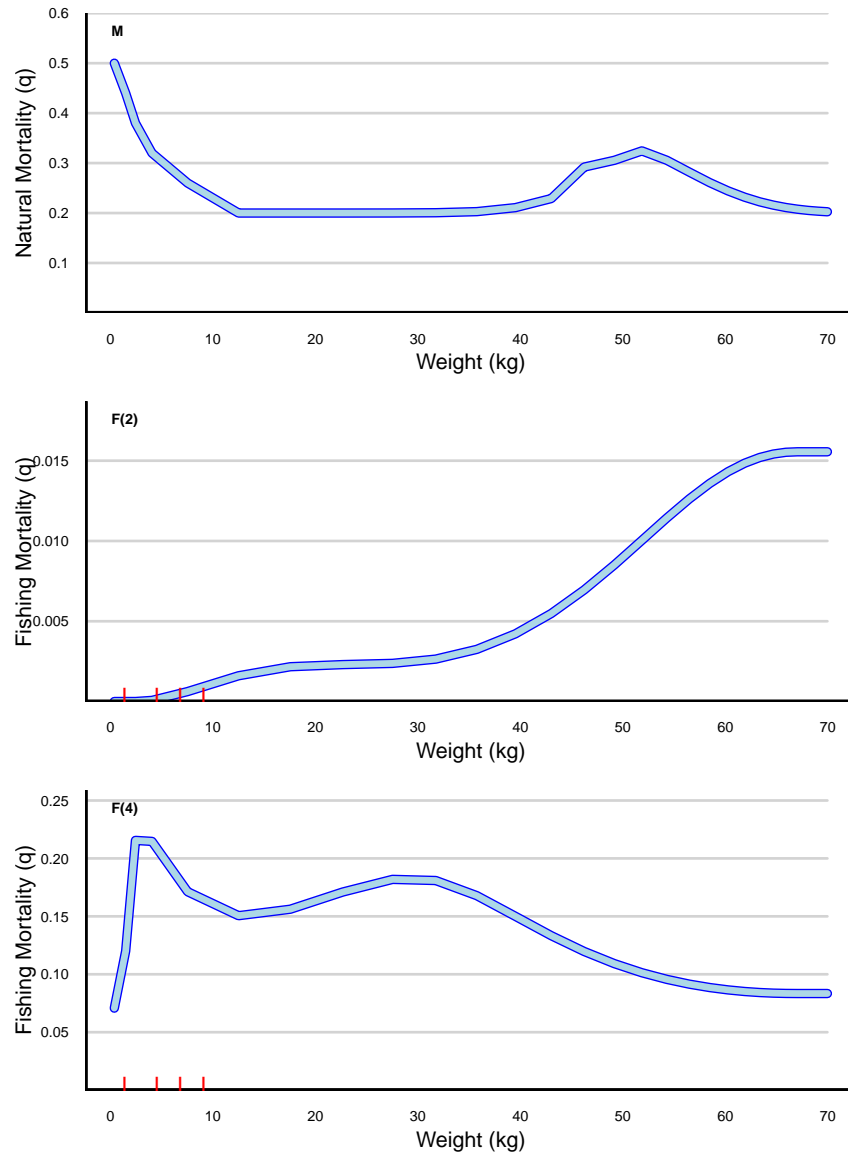 0.6
M
0.5
0.4
0.3
0.2
0.1
Natural Mortality (q)
0 10 20 30 40 50 60 70
Weight (kg)
F(2)
0.015
0.010
0.005
Fishing Mortality (q)
0 10 20 30 40 50 60 70
Weight (kg)
0.25
F(4)
0.20
0.15
0.10
0.05
Fishing Mortality (q)
0 10 20 30 40 50 60 70
Weight (kg)